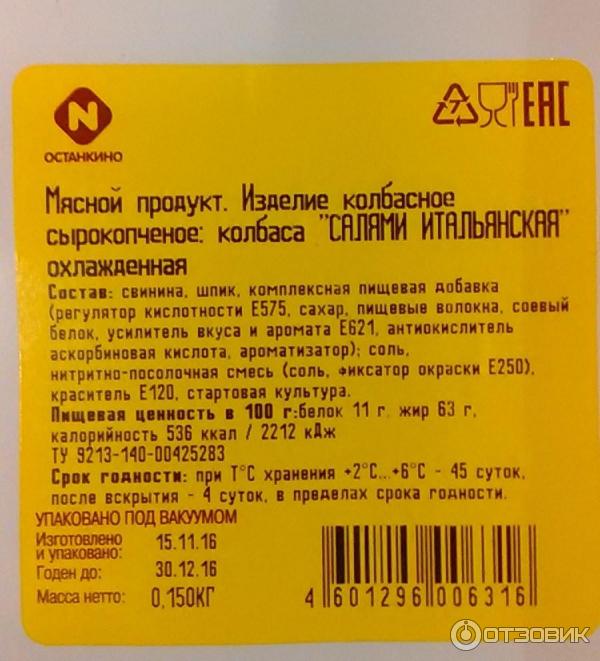 N
ОСТАНКИНО
7
ЕАС
Мясной продукт. Изделие колбасное
сырокопченое: колбаса "САЛЯМИ ИТАЛЬЯНСКАЯ"
охлажденная
Состав: свинина, шпик, комплексная пищевая добавка
(регулятор кислотности Е575, сахар, пищевые волокна, соевый
белок, усилитель вкуса и аромата Е621, антиокислитель
аскорбиновая кислота, ароматизатор); соль,
нитритно-посолочная смесь (соль, фиксатор окраски Е250),
краситель Е120, стартовая культура.
Пищевая ценность в 100 г:белок 11 г, жир 63 г,
калорийность 536 ккал / 2212 кДж
ТУ 9213-140-00425283
Срок годности: при Т°С хранения +2°С...+6°С - 45 суток,
после вскрытия - 4 суток, в пределах срока годности.
УПАКОВАНО ПОД ВАКУУМОМ
Изготовлено
и упаковано: 15.11.16
Годен до: 30.12.16
Масса нетто: 0,150КГ
4 601296 006316
ОТЗОВИК